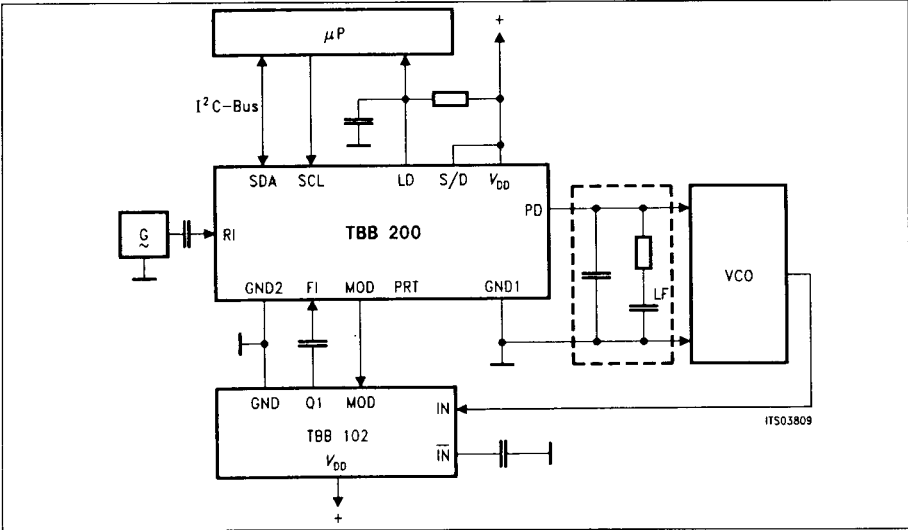 μP
+
I²C-Bus
SDA SCL LD S/D V_DD
PD
G
~
RI
TBB 200
GND2 FI MOD PRT GND1
LF
VCO
GND Q1 MOD IN
ITS03809
TBB 102
I̅N̅
V_DD
+